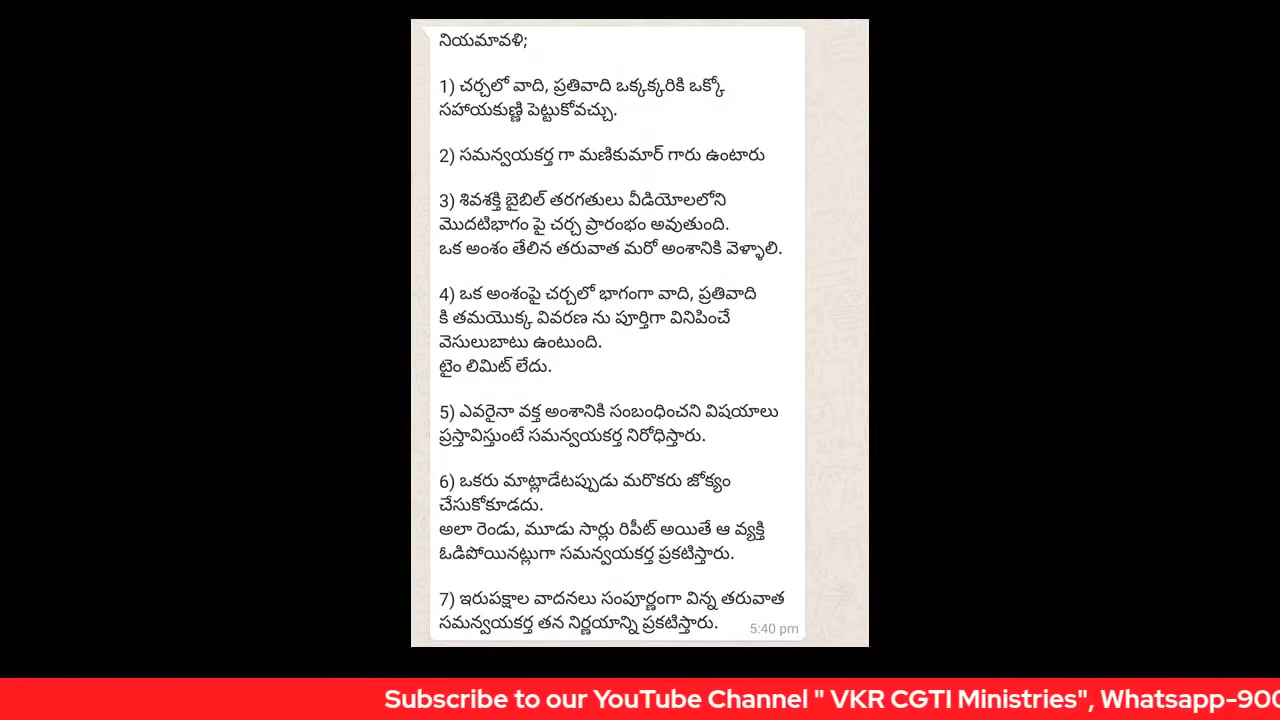 నియమావళి;
1) చర్చలో వాది, ప్రతివాది ఒక్కక్కరికి ఒక్కో
సహాయకుణ్ణి పెట్టుకోవచ్చు.
2) సమన్వయకర్త గా మణికుమార్ గారు ఉంటారు
3) శివశక్తి బైబిల్ తరగతులు వీడియోలలోని
మొదటిభాగం పై చర్చ ప్రారంభం అవుతుంది.
ఒక అంశం తేలిన తరువాత మరో అంశానికి వెళ్ళాలి.
4) ఒక అంశంపై చర్చలో భాగంగా వాది, ప్రతివాది
కి తమయొక్క వివరణ ను పూర్తిగా వినిపించే
వెసులుబాటు ఉంటుంది.
టైం లిమిట్ లేదు.
5) ఎవరైనా వక్త అంశానికి సంబంధించని విషయాలు
ప్రస్తావిస్తుంటే సమన్వయకర్త నిరోధిస్తారు.
6) ఒకరు మాట్లాడేటప్పుడు మరొకరు జోక్యం
చేసుకోకూడదు.
అలా రెండు, మూడు సార్లు రిపీట్ అయితే ఆ వ్యక్తి
ఓడిపోయినట్లుగా సమన్వయకర్త ప్రకటిస్తారు.
7) ఇరుపక్షాల వాదనలు సంపూర్ణంగా విన్న తరువాత
సమన్వయకర్త తన నిర్ణయాన్ని ప్రకటిస్తారు.
5:40 pm
Subscribe to our YouTube Channel " VKR CGTI Ministries", Whatsapp-900